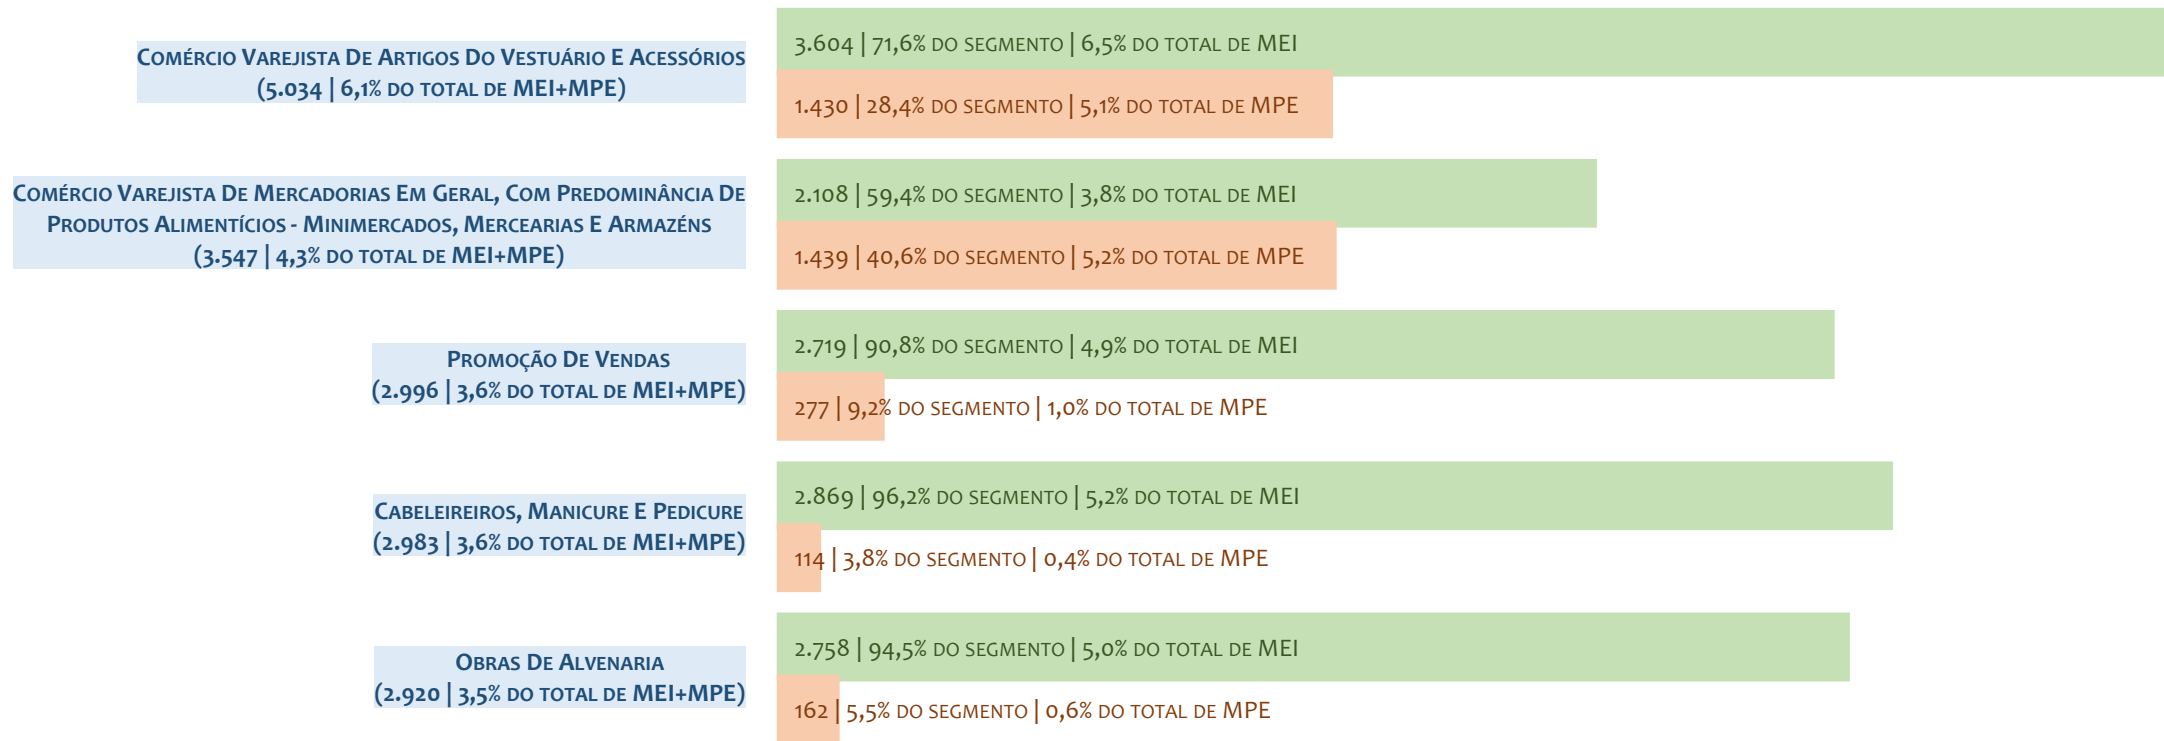 Comércio Varejista De Artigos Do Vestuário E Acessórios
(5.034 | 6,1% do total de MEI+MPE)
3.604 | 71,6% do segmento | 6,5% do total de MEI
1.430 | 28,4% do segmento | 5,1% do total de MPE
Comércio Varejista De Mercadorias Em Geral, Com Predominância De
Produtos Alimentícios - Minimercados, Mercearias E Armazéns
(3.547 | 4,3% do total de MEI+MPE)
2.108 | 59,4% do segmento | 3,8% do total de MEI
1.439 | 40,6% do segmento | 5,2% do total de MPE
Promoção De Vendas
(2.996 | 3,6% do total de MEI+MPE)
2.719 | 90,8% do segmento | 4,9% do total de MEI
277 | 9,2% do segmento | 1,0% do total de MPE
Cabeleireiros, Manicure E Pedicure
(2.983 | 3,6% do total de MEI+MPE)
2.869 | 96,2% do segmento | 5,2% do total de MEI
114 | 3,8% do segmento | 0,4% do total de MPE
Obras De Alvenaria
(2.920 | 3,5% do total de MEI+MPE)
2.758 | 94,5% do segmento | 5,0% do total de MEI
162 | 5,5% do segmento | 0,6% do total de MPE